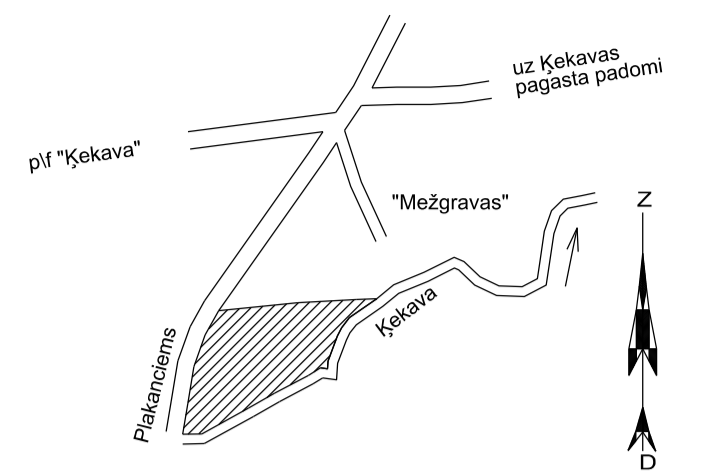 uz Ķekavas
pagasta padomi
p\f "Ķekava"
"Mežgravas"
Z
Ķekava
Plakanciems
D